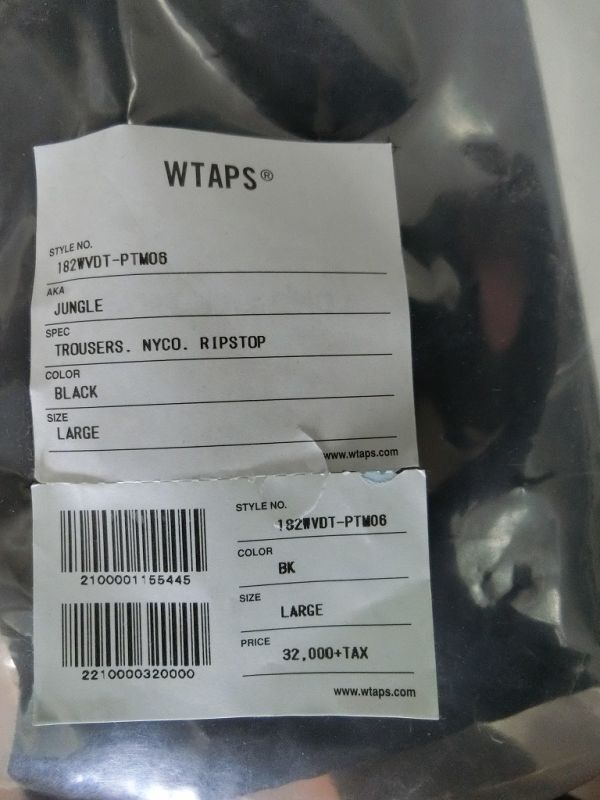 WTAPS®
STYLE NO.
182WVDT-PTM06
AKA
JUNGLE
SPEC
TROUSERS. NYCO. RIPSTOP
COLOR
BLACK
SIZE
LARGE
www.wtaps.com
STYLE NO.
182WVDT-PTM06
COLOR
BK
SIZE
LARGE
PRICE
32,000+TAX
www.wtaps.com
2100001155445
2210000320000